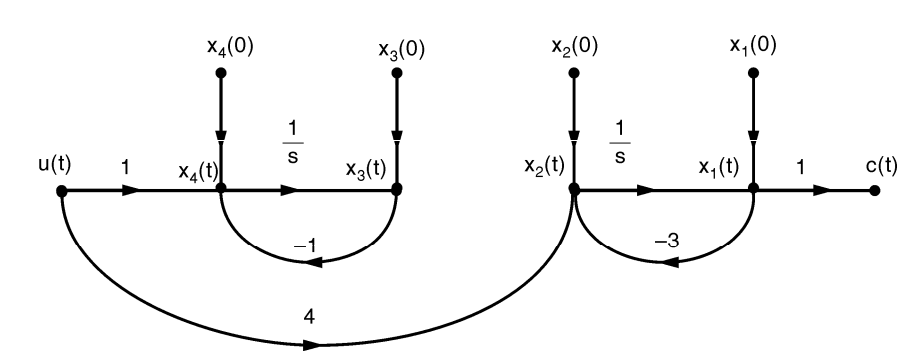 x4(0)
x3(0)
x2(0)
x1(0)
u(t)
1
x4(t)
1
s
x3(t)
x2(t)
1
s
x1(t)
1
c(t)
−1
−3
4